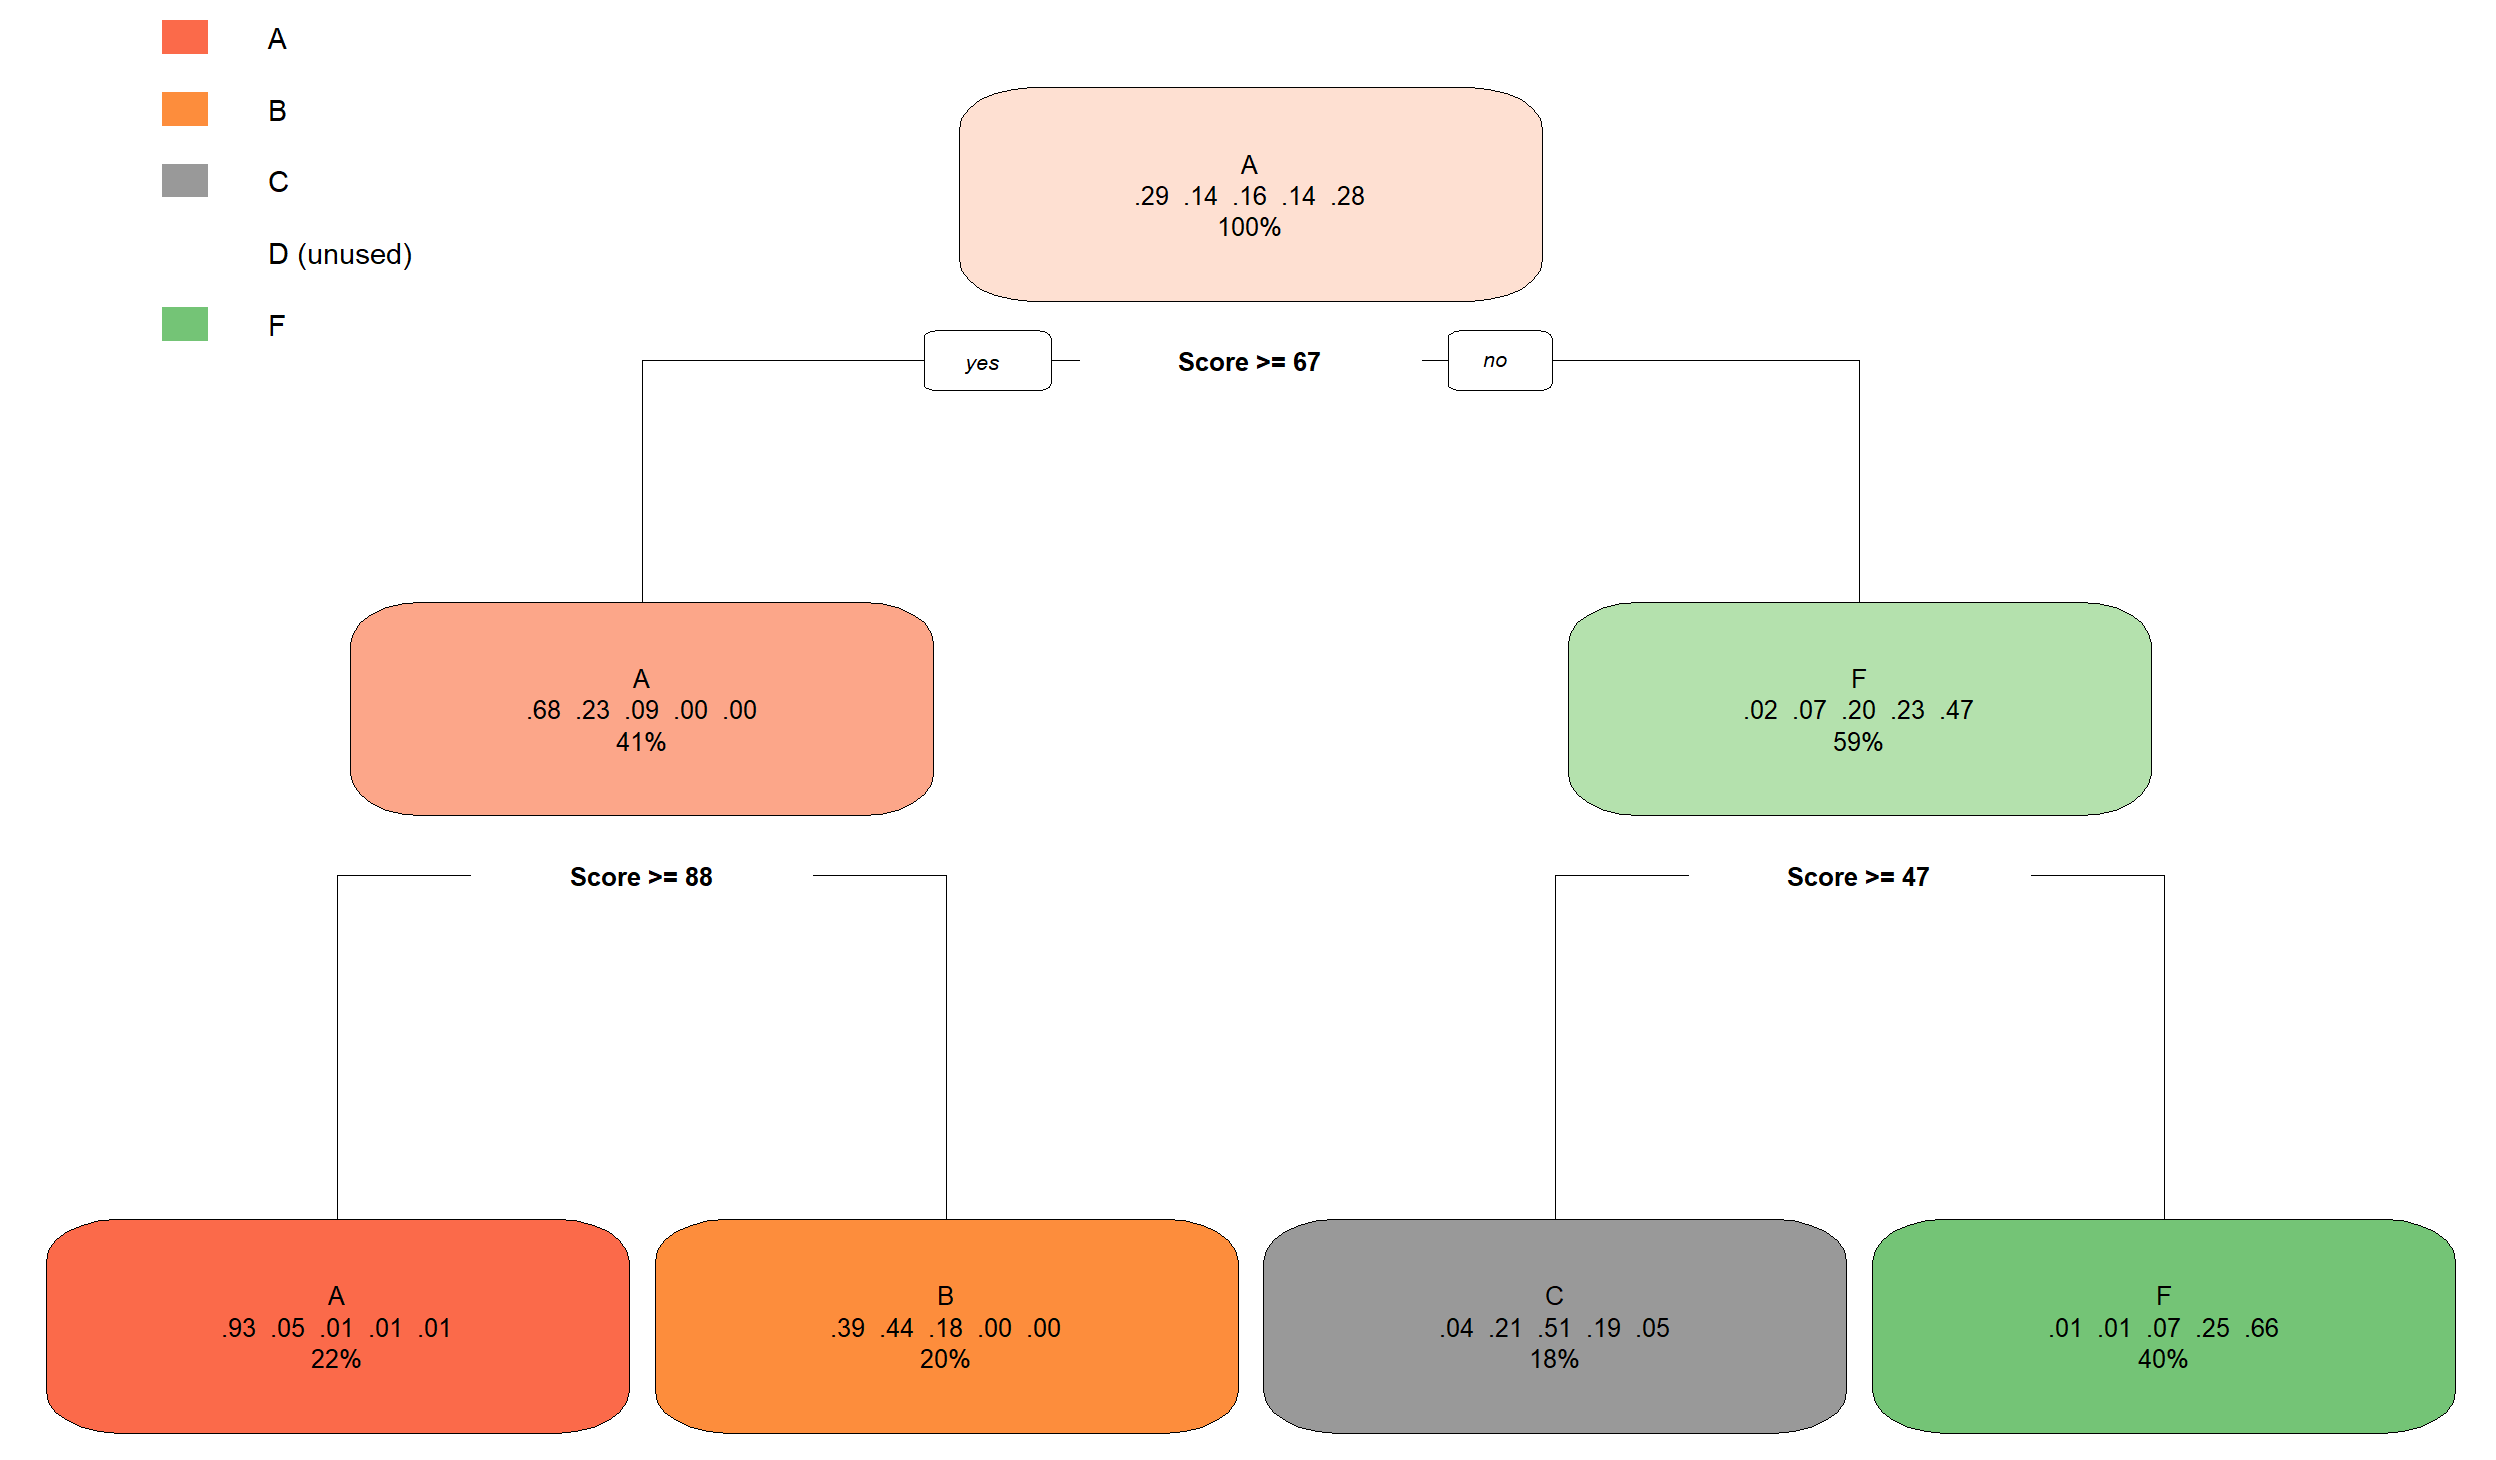 A
B
C
D (unused)
F
A
.29 .14 .16 .14 .28
100%
yes
Score >= 67
no
A
.68 .23 .09 .00 .00
41%
F
.02 .07 .20 .23 .47
59%
Score >= 88
Score >= 47
A
.93 .05 .01 .01 .01
22%
B
.39 .44 .18 .00 .00
20%
C
.04 .21 .51 .19 .05
18%
F
.01 .01 .07 .25 .66
40%